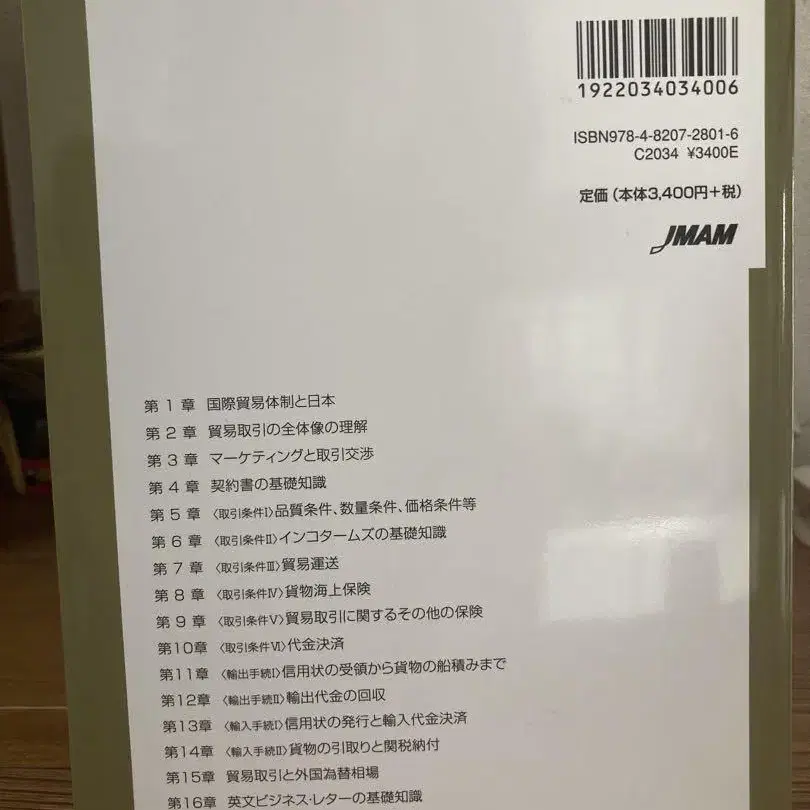 1922034034006
ISBN978-4-8207-2801-6
C2034 ¥3400E
定価（本体3,400円+税）
JMAM
第 1 章 国際貿易体制と日本
第 2 章 貿易取引の全体像の理解
第 3 章 マーケティングと取引交渉
第 4 章 契約書の基礎知識
第 5 章 〈取引条件Ⅰ〉品質条件、数量条件、価格条件等
第 6 章 〈取引条件Ⅱ〉インコタームズの基礎知識
第 7 章 〈取引条件Ⅲ〉貿易運送
第 8 章 〈取引条件Ⅳ〉貨物海上保険
第 9 章 〈取引条件Ⅴ〉貿易取引に関するその他の保険
第10章 〈取引条件Ⅵ〉代金決済
第11章 〈輸出手続Ⅰ〉信用状の受領から貨物の船積みまで
第12章 〈輸出手続Ⅱ〉輸出代金の回収
第13章 〈輸入手続Ⅰ〉信用状の発行と輸入代金決済
第14章 〈輸入手続Ⅱ〉貨物の引取りと関税納付
第15章 貿易取引と外国為替相場
第16章 英文ビジネス・レターの基礎知識